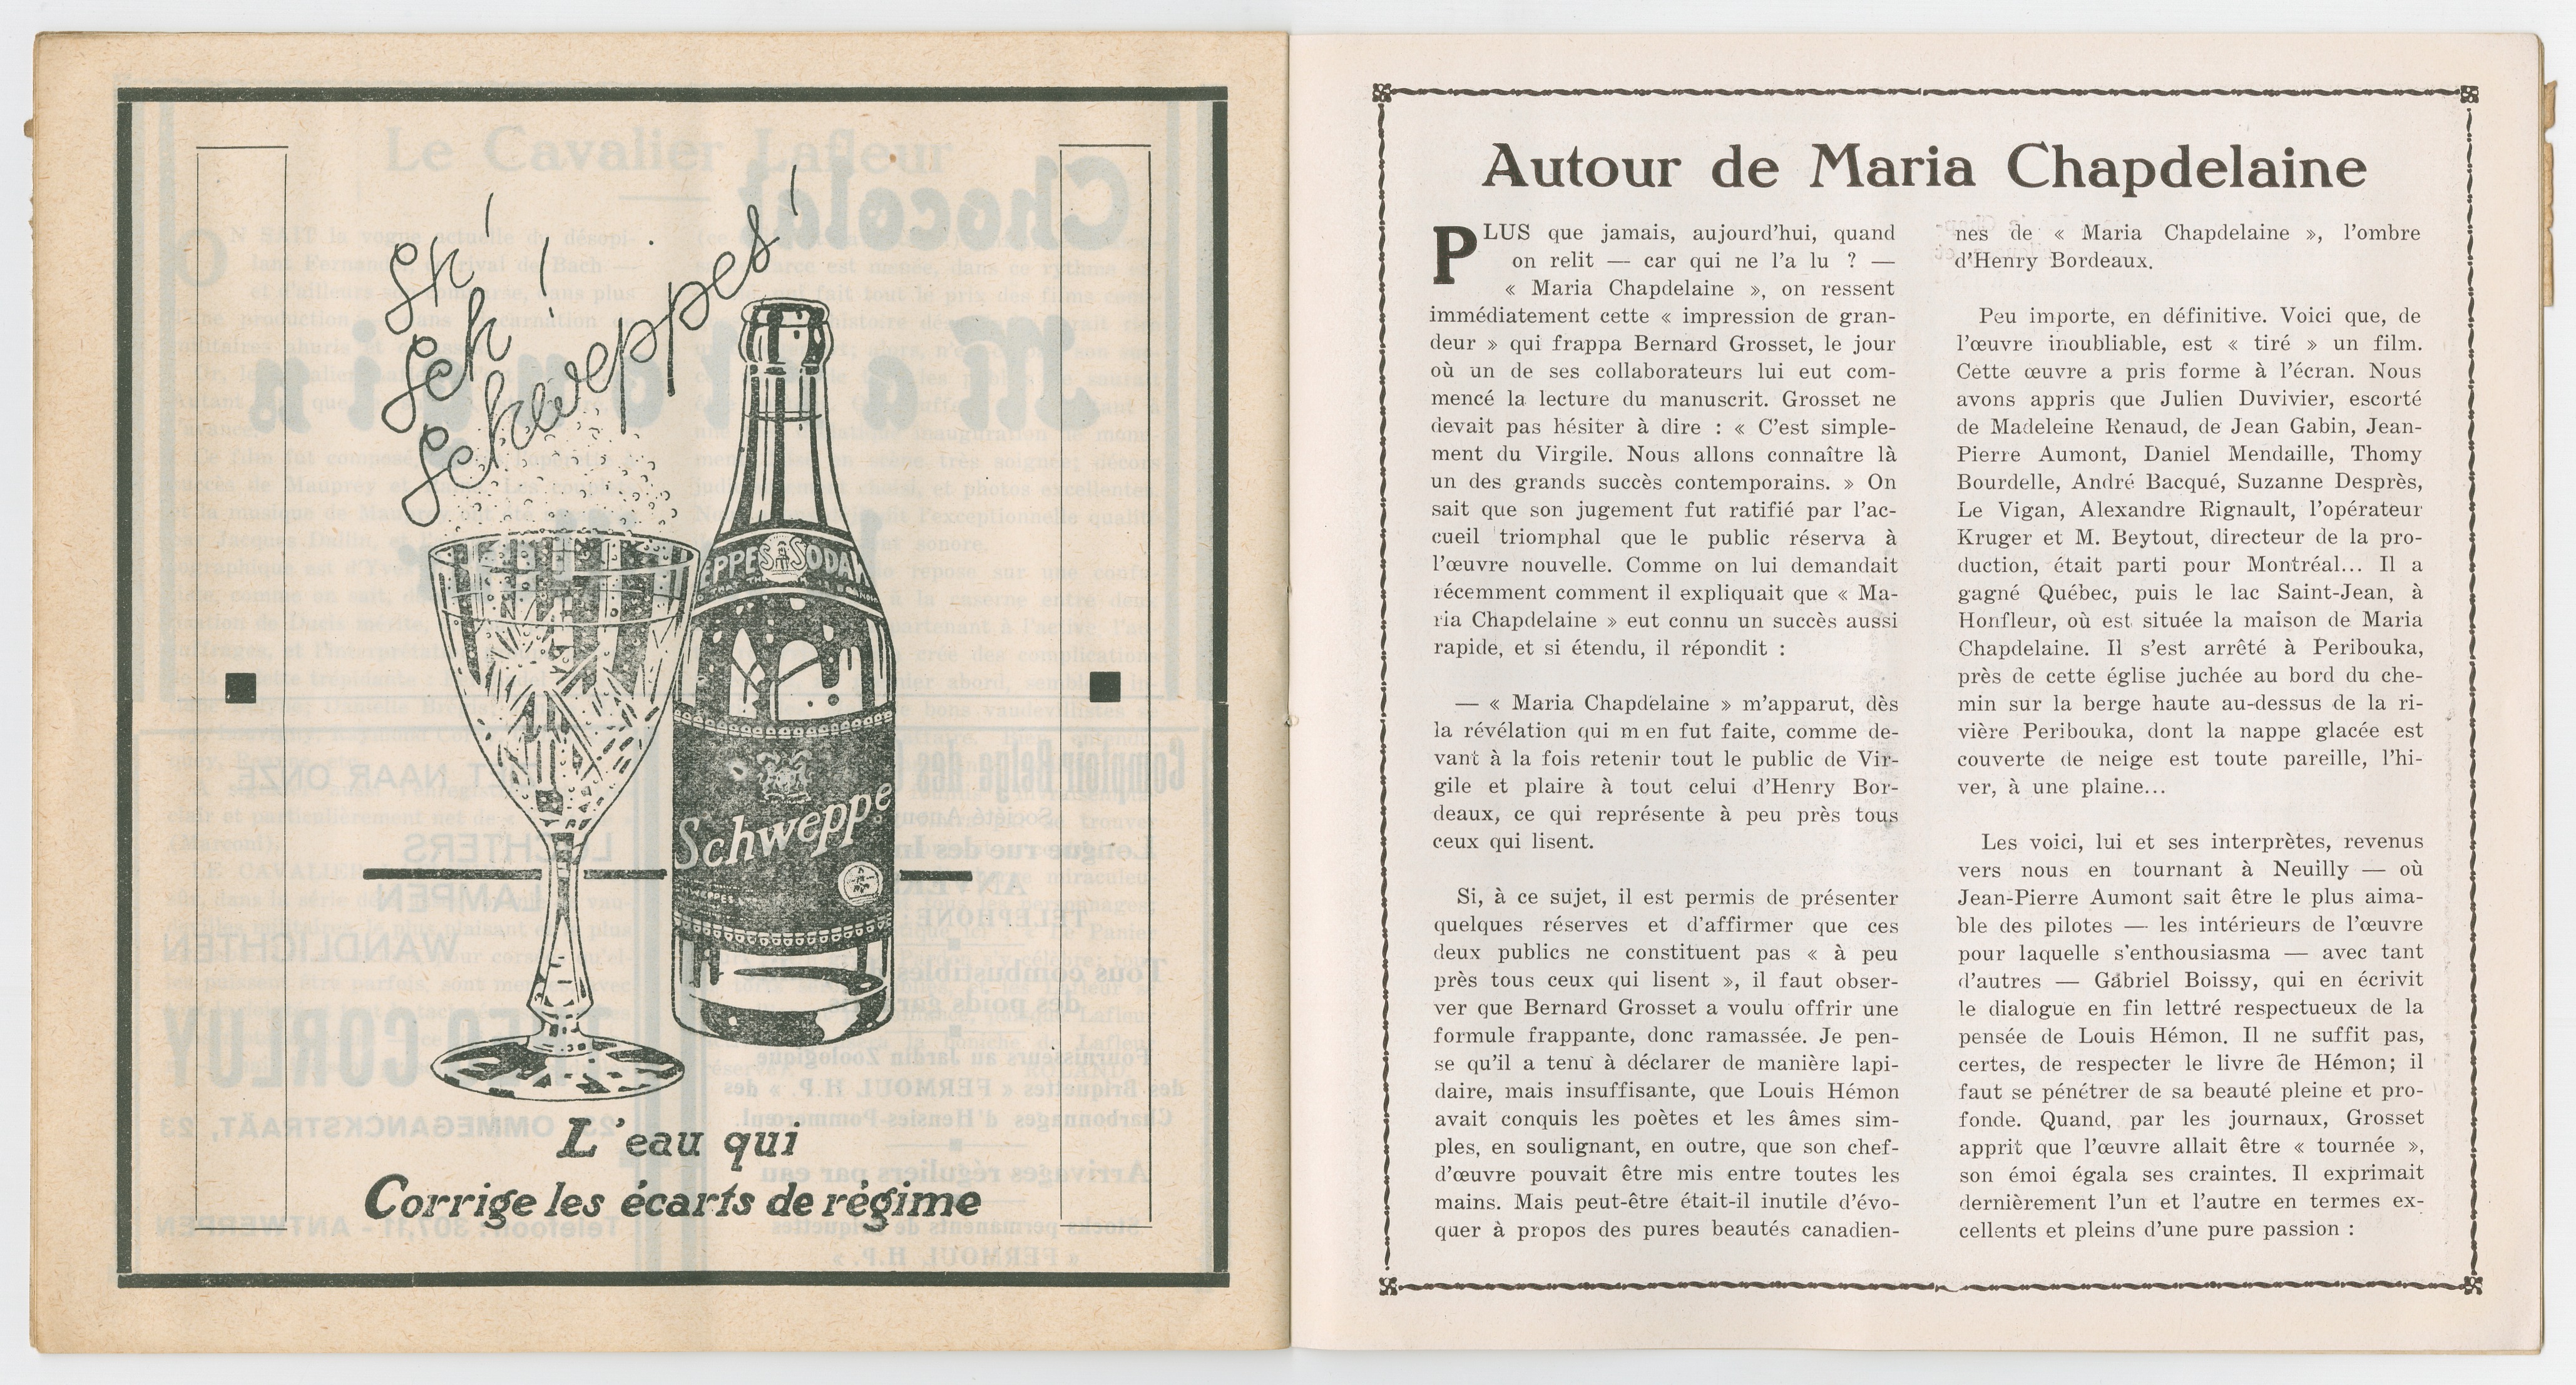 Sh!
Sch!
Schweppes!
EPPES SODA
Schweppe
L'eau qui
Corrige les écarts de régime
Autour de Maria Chapdelaine
PLUS que jamais, aujourd'hui, quand
on relit — car qui ne l'a lu ? —
« Maria Chapdelaine », on ressent
immédiatement cette « impression de gran-
deur » qui frappa Bernard Grosset, le jour
où un de ses collaborateurs lui eut com-
mencé la lecture du manuscrit. Grosset ne
devait pas hésiter à dire : « C'est simple-
ment du Virgile. Nous allons connaître là
un des grands succès contemporains. » On
sait que son jugement fut ratifié par l'ac-
cueil triomphal que le public réserva à
l'œuvre nouvelle. Comme on lui demandait
récemment comment il expliquait que « Ma-
ria Chapdelaine » eut connu un succès aussi
rapide, et si étendu, il répondit :
— « Maria Chapdelaine » m'apparut, dès
la révélation qui m en fut faite, comme de-
vant à la fois retenir tout le public de Vir-
gile et plaire à tout celui d'Henry Bor-
deaux, ce qui représente à peu près tous
ceux qui lisent.
Si, à ce sujet, il est permis de présenter
quelques réserves et d'affirmer que ces
deux publics ne constituent pas « à peu
près tous ceux qui lisent », il faut obser-
ver que Bernard Grosset a voulu offrir une
formule frappante, donc ramassée. Je pen-
se qu'il a tenu à déclarer de manière lapi-
daire, mais insuffisante, que Louis Hémon
avait conquis les poètes et les âmes sim-
ples, en soulignant, en outre, que son chef-
d'œuvre pouvait être mis entre toutes les
mains. Mais peut-être était-il inutile d'évo-
quer à propos des pures beautés canadien-
nes de « Maria Chapdelaine », l'ombre
d'Henry Bordeaux.
Peu importe, en définitive. Voici que, de
l'œuvre inoubliable, est « tiré » un film.
Cette œuvre a pris forme à l'écran. Nous
avons appris que Julien Duvivier, escorté
de Madeleine Renaud, de Jean Gabin, Jean-
Pierre Aumont, Daniel Mendaille, Thomy
Bourdelle, André Bacqué, Suzanne Desprès,
Le Vigan, Alexandre Rignault, l'opérateur
Kruger et M. Beytout, directeur de la pro-
duction, était parti pour Montréal... Il a
gagné Québec, puis le lac Saint-Jean, à
Honfleur, où est située la maison de Maria
Chapdelaine. Il s'est arrêté à Peribouka,
près de cette église juchée au bord du che-
min sur la berge haute au-dessus de la ri-
vière Peribouka, dont la nappe glacée est
couverte de neige est toute pareille, l'hi-
ver, à une plaine...
Les voici, lui et ses interprètes, revenus
vers nous en tournant à Neuilly — où
Jean-Pierre Aumont sait être le plus aima-
ble des pilotes — les intérieurs de l'œuvre
pour laquelle s'enthousiasma — avec tant
d'autres — Gabriel Boissy, qui en écrivit
le dialogue en fin lettré respectueux de la
pensée de Louis Hémon. Il ne suffit pas,
certes, de respecter le livre de Hémon; il
faut se pénétrer de sa beauté pleine et pro-
fonde. Quand, par les journaux, Grosset
apprit que l'œuvre allait être « tournée »,
son émoi égala ses craintes. Il exprimait
dernièrement l'un et l'autre en termes ex-
cellents et pleins d'une pure passion :